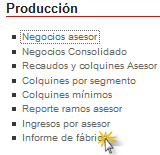 Producción
Negocios asesor
Negocios Consolidado
Recaudos y colquines Asesor
Colquines por segmento
Colquines mínimos
Reporte ramos asesor
Ingresos por asesor
Informe de